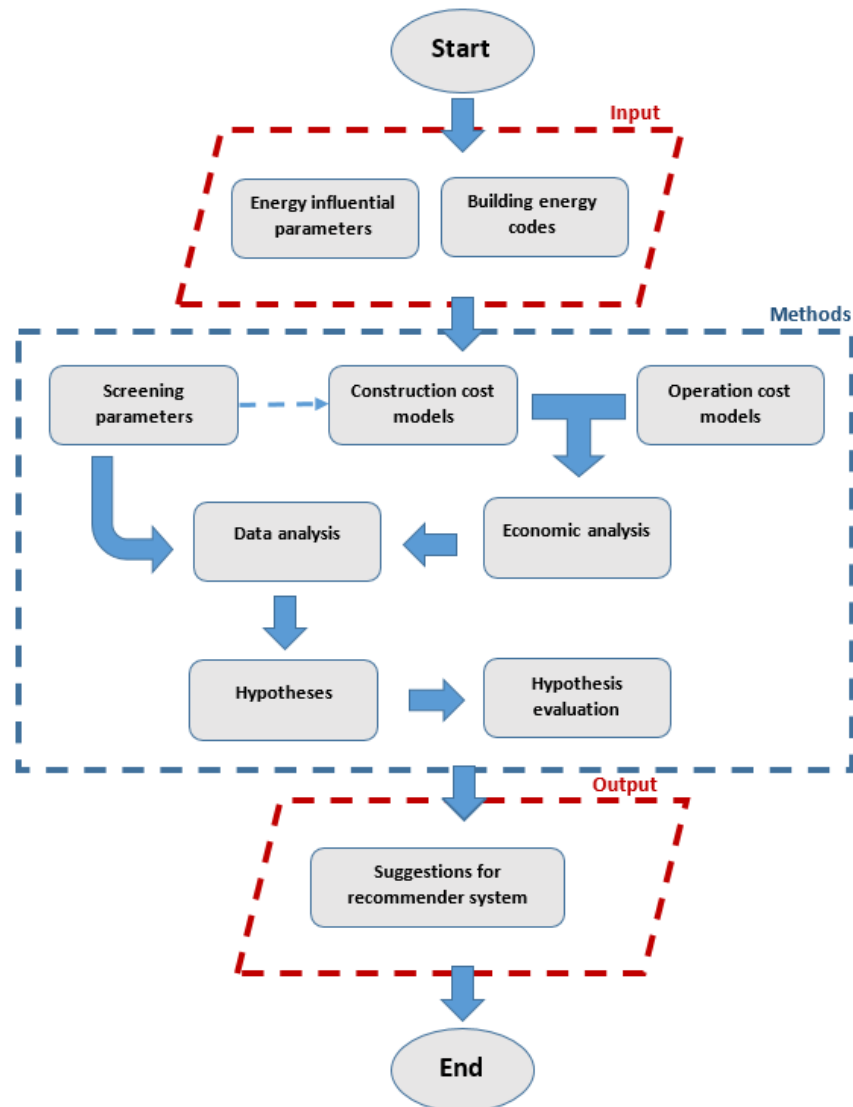 Start
Input
Energy influential
parameters
Building energy
codes
Methods
Screening
parameters
Construction cost
models
Operation cost
models
Data analysis
Economic analysis
Hypotheses
Hypothesis
evaluation
Output
Suggestions for
recommender system
End